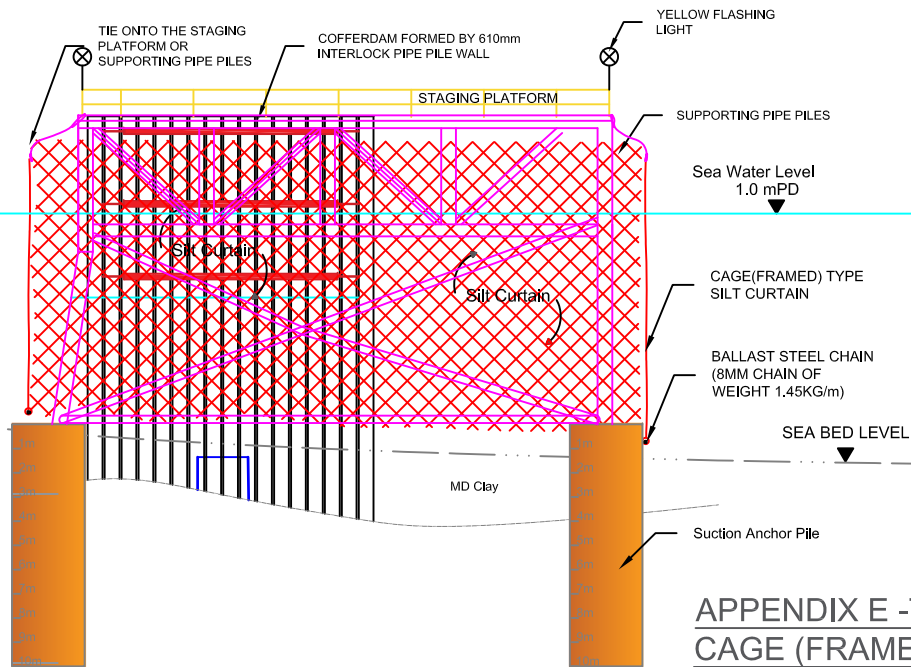 TIE ONTO THE STAGING
PLATFORM OR
SUPPORTING PIPE PILES
COFFERDAM FORMED BY 610mm
INTERLOCK PIPE PILE WALL
YELLOW FLASHING
LIGHT
STAGING PLATFORM
SUPPORTING PIPE PILES
Sea Water Level
1.0 mPD
Silt Curtain
Silt Curtain
CAGE(FRAMED) TYPE
SILT CURTAIN
BALLAST STEEL CHAIN
(8MM CHAIN OF
WEIGHT 1.45KG/m)
SEA BED LEVEL
MD Clay
Suction Anchor Pile
APPENDIX E -
CAGE (FRAME